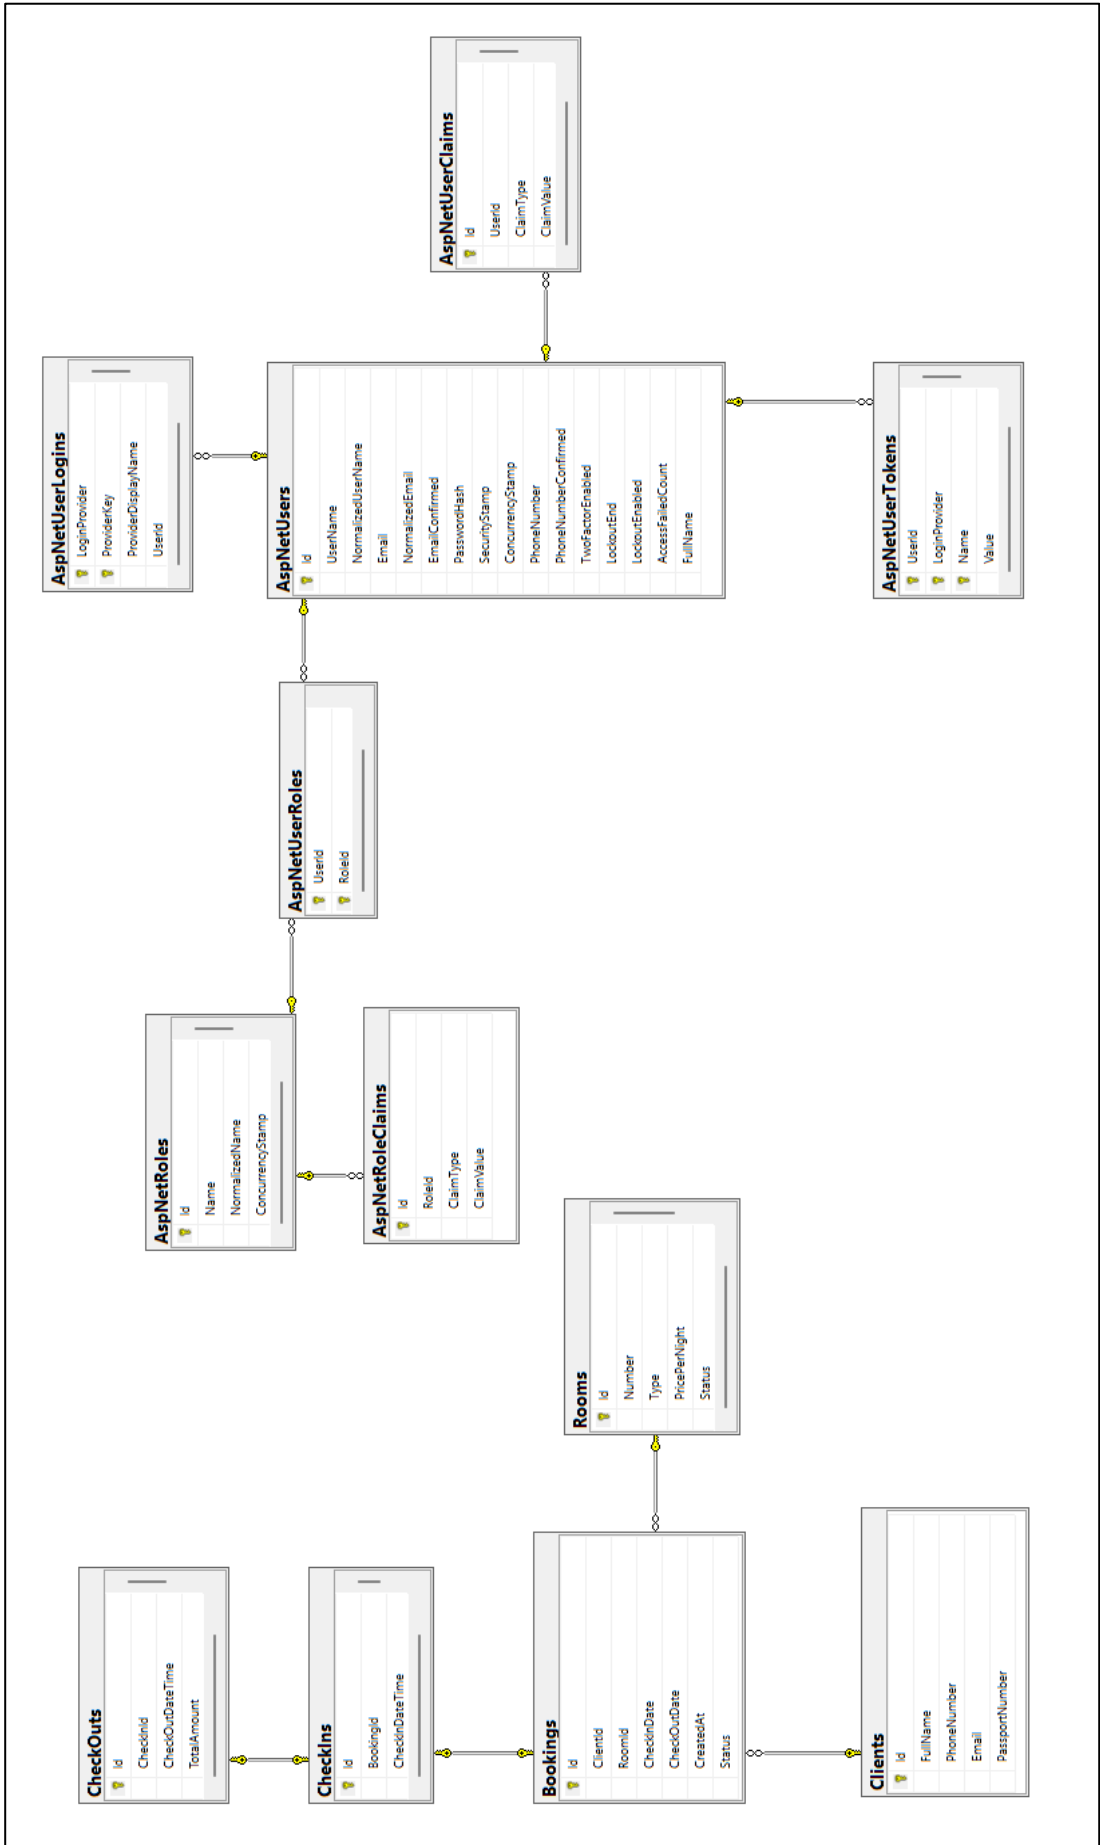 CheckOuts
Id
CheckInId
CheckOutDateTime
TotalAmount
CheckIns
Id
BookingId
CheckInDateTime
Bookings
Id
ClientId
RoomId
CheckInDate
CheckOutDate
CreatedAt
Status
Clients
Id
FullName
PhoneNumber
Email
PassportNumber
Rooms
Id
Number
Type
PricePerNight
Status
AspNetRoles
Id
Name
NormalizedName
ConcurrencyStamp
AspNetRoleClaims
Id
RoleId
ClaimType
ClaimValue
AspNetUserRoles
UserId
RoleId
AspNetUserLogins
LoginProvider
ProviderKey
ProviderDisplayName
UserId
AspNetUsers
Id
UserName
NormalizedUserName
Email
NormalizedEmail
EmailConfirmed
PasswordHash
SecurityStamp
ConcurrencyStamp
PhoneNumber
PhoneNumberConfirmed
TwoFactorEnabled
LockoutEnd
LockoutEnabled
AccessFailedCount
FullName
AspNetUserTokens
UserId
LoginProvider
Name
Value
AspNetUserClaims
Id
UserId
ClaimType
ClaimValue